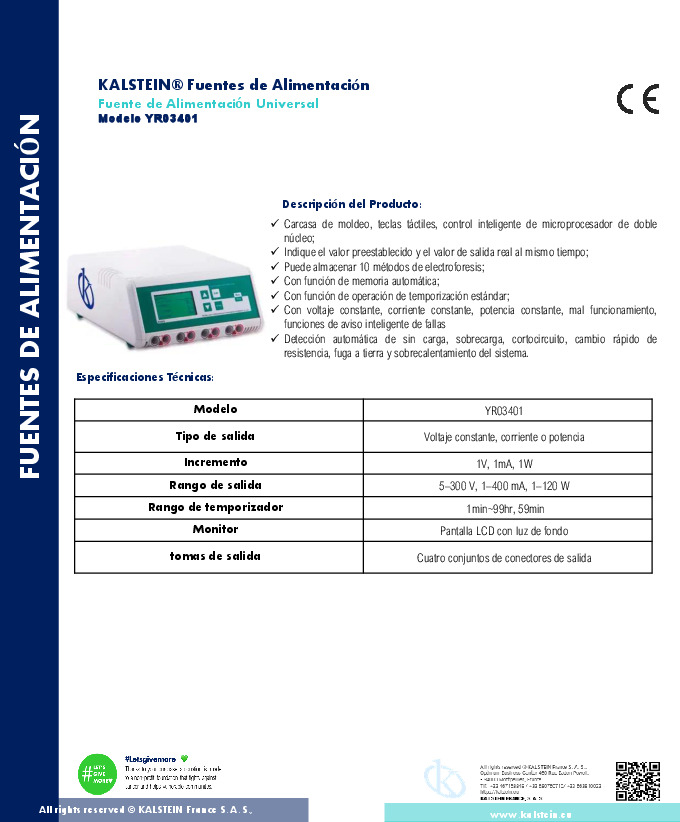 FUENTES DE ALIMENTACIÓN
KALSTEIN® Fuentes de Alimentación
Fuente de Alimentación Universal
Modelo YR03401
CE
Descripción del Producto:
✓ Carcasa de moldeo, teclas táctiles, control inteligente de microprocesador de doble
núcleo;
✓ Indique el valor preestablecido y el valor de salida real al mismo tiempo;
✓ Puede almacenar 10 métodos de electroforesis;
✓ Con función de memoria automática;
✓ Con función de operación de temporización estándar;
✓ Con voltaje constante, corriente constante, potencia constante, mal funcionamiento,
funciones de aviso inteligente de fallas
✓ Detección automática de sin carga, sobrecarga, cortocircuito, cambio rápido de
resistencia, fuga a tierra y sobrecalentamiento del sistema.
Especificaciones Técnicas:
Modelo YR03401
Tipo de salida Voltaje constante, corriente o potencia
Incremento 1V, 1mA, 1W
Rango de salida 5–300 V, 1–400 mA, 1–120 W
Rango de temporizador 1min~99hr, 59min
Monitor Pantalla LCD con luz de fondo
tomas de salida Cuatro conjuntos de conectores de salida
# LET'S
GIVE
MORE
#Letsgivemore
All rights reserved © KALSTEIN France S. A. S.,
KALSTEIN FRANCE, S. A. S
All rights reserved © KALSTEIN France S. A. S.,
www.kalstein.eu